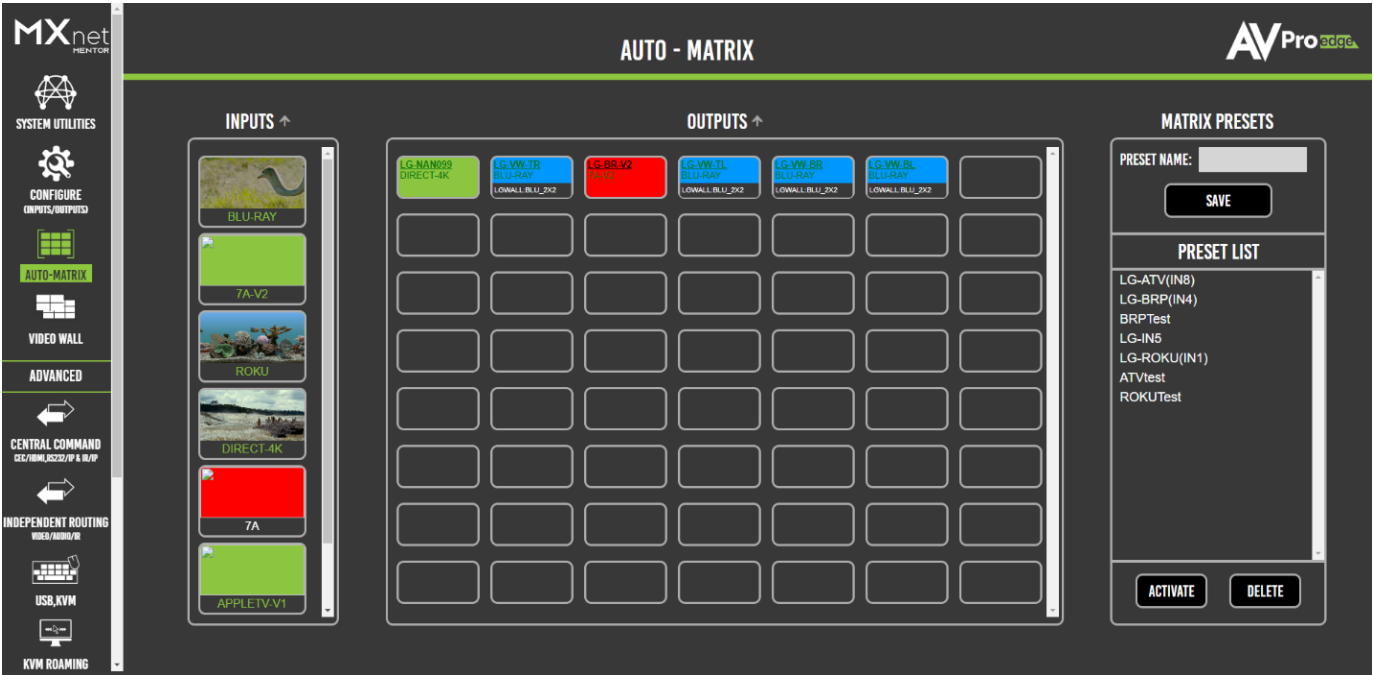 MXnet
MENTOR
SYSTEM UTILITIES
CONFIGURE
(INPUTS/OUTPUTS)
AUTO-MATRIX
VIDEO WALL
ADVANCED
CENTRAL COMMAND
CEC/HDMI,RS232/IP & IR/IP
INDEPENDENT ROUTING
VIDEO/AUDIO/IR
USB,KVM
KVM ROAMING
AUTO - MATRIX
AVPro edge
INPUTS ↑
BLU-RAY
7A-V2
ROKU
DIRECT-4K
7A
APPLETV-V1
OUTPUTS ↑
LG-NAN099
DIRECT-4K
LG-VW-TR
BLU-RAY
LGWALL:BLU_2X2
LG-BR-V2
7A-V2
LG-VW-TL
BLU-RAY
LGWALL:BLU_2X2
LG-VW-BR
BLU-RAY
LGWALL:BLU_2X2
LG-VW-BL
BLU-RAY
LGWALL:BLU_2X2
MATRIX PRESETS
PRESET NAME:
SAVE
PRESET LIST
LG-ATV(IN8)
LG-BRP(IN4)
BRPTest
LG-IN5
LG-ROKU(IN1)
ATVtest
ROKUTest
ACTIVATE
DELETE